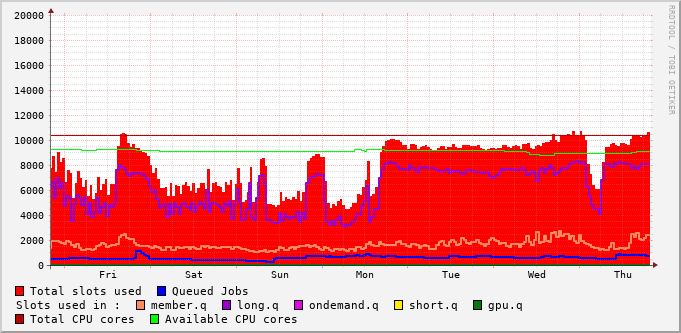 20000
18000
16000
14000
12000
10000
8000
6000
4000
2000
0
Fri Sat Sun Mon Tue Wed Thu
RRDTOOL / TOBI OETIKER
Total slots used Queued Jobs
Slots used in : member.q long.q ondemand.q short.q gpu.q
Total CPU cores Available CPU cores